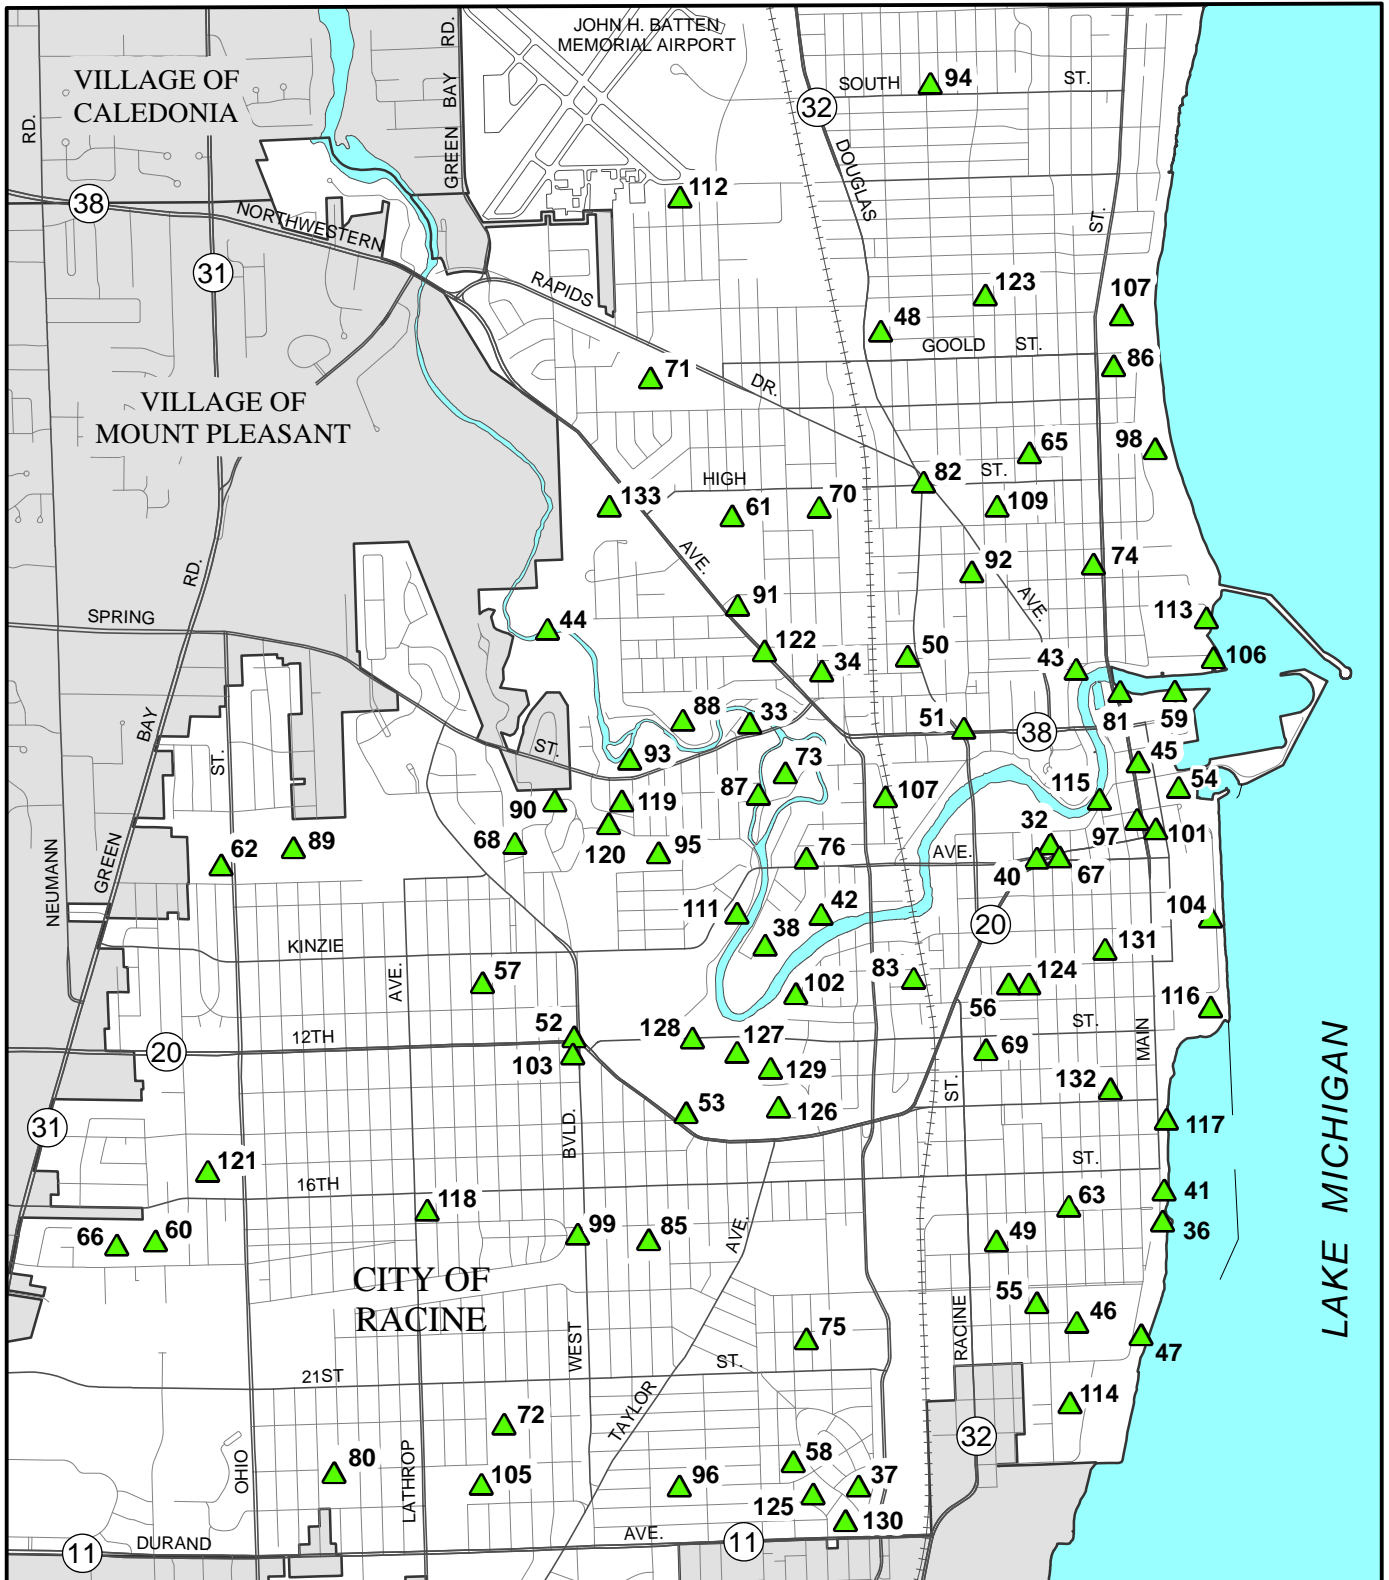 JOHN H. BATTEN
MEMORIAL AIRPORT
RD.
GREEN BAY
VILLAGE OF
CALEDONIA
RD.
SOUTH ST.
94
32
DOUGLAS
112
38
NORTHWESTERN
ST.
31
RAPIDS
123
107
48
GOOLD ST.
86
71
DR.
VILLAGE OF
MOUNT PLEASANT
65
98
82
ST.
HIGH
133
61
70
109
AVE.
92
74
RD.
AVE.
91
113
SPRING
44
122
34
50
43
106
88
33
51
38
81
59
BAY
ST.
ST.
93
73
45
54
87
107
115
90
119
32
97
101
62
89
68
120
95
76
AVE.
40
67
NEUMANN
GREEN
111
42
104
38
20
KINZIE
131
AVE.
57
83
124
102
56
116
ST.
MAIN
12TH
52
128
127
20
103
129
69
132
ST.
53
126
31
BVLD.
117
LAKE MICHIGAN
121
16TH
ST.
118
63
41
66
60
99
85
AVE.
49
36
CITY OF
RACINE
55
46
75
RACINE
47
WEST
ST.
21ST
TAYLOR
114
72
32
80
OHIO
LATHROP
105
96
58
37
125
130
11
DURAND
AVE.
11